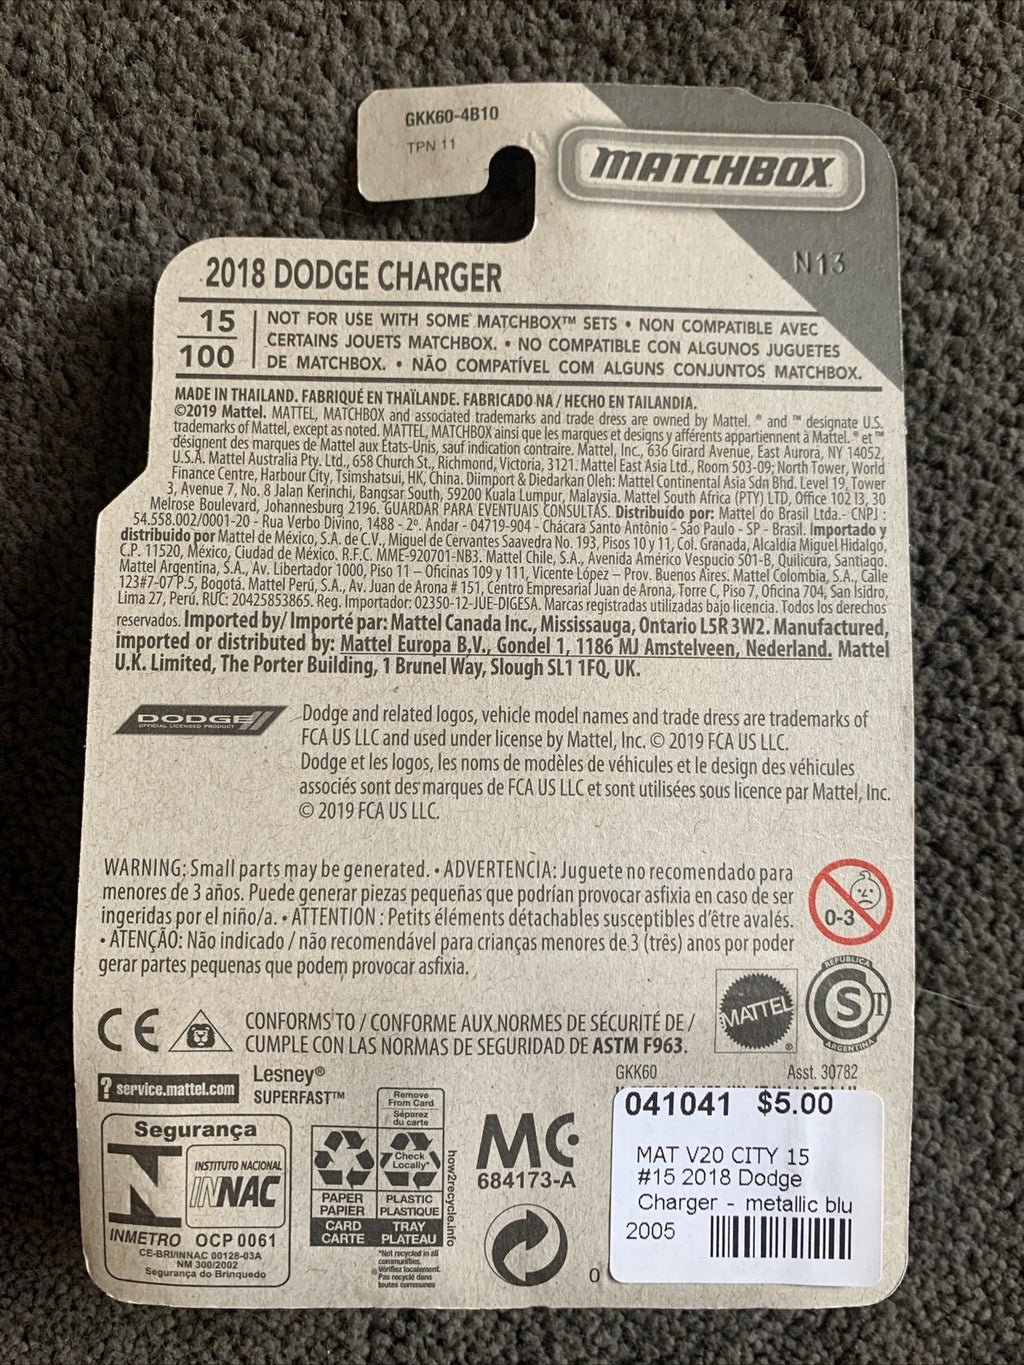 GKK60-4B10
TPN 11
MATCHBOX
N13
2018 DODGE CHARGER
15
100
NOT FOR USE WITH SOME MATCHBOX™ SETS • NON COMPATIBLE AVEC
CERTAINS JOUETS MATCHBOX. • NO COMPATIBLE CON ALGUNOS JUGUETES
DE MATCHBOX. • NÃO COMPATÍVEL COM ALGUNS CONJUNTOS MATCHBOX.
MADE IN THAILAND. FABRIQUÉ EN THAÏLANDE. FABRICADO NA / HECHO EN TAILANDIA.
©2019 Mattel. MATTEL, MATCHBOX and associated trademarks and trade dress are owned by Mattel. ® and ™ designate U.S.
trademarks of Mattel, except as noted. MATTEL, MATCHBOX ainsi que les marques et designs y afférents appartiennent à Mattel. ® et ™
désignent des marques de Mattel aux États-Unis, sauf indication contraire. Mattel, Inc., 636 Girard Avenue, East Aurora, NY 14052,
U.S.A. Mattel Australia Pty. Ltd., 658 Church St., Richmond, Victoria, 3121. Mattel East Asia Ltd., Room 503-09, North Tower, World
Finance Centre, Harbour City, Tsimshatsui, HK, China. Diimport & Diedarkan Oleh: Mattel Continental Asia Sdn Bhd. Level 19, Tower
3, Avenue 7, No. 8 Jalan Kerinchi, Bangsar South, 59200 Kuala Lumpur, Malaysia. Mattel South Africa (PTY) LTD, Office 102 I3, 30
Melrose Boulevard, Johannesburg 2196. GUARDAR PARA EVENTUAIS CONSULTAS. Distribuído por: Mattel do Brasil Ltda.- CNPJ :
54.558.002/0001-20 - Rua Verbo Divino, 1488 - 2º. Andar - 04719-904 - Chácara Santo Antônio - São Paulo - SP - Brasil. Importado y
distribuido por Mattel de México, S.A. de C.V., Miguel de Cervantes Saavedra No. 193, Pisos 10 y 11, Col. Granada, Alcaldía Miguel Hidalgo,
C.P. 11520, México, Ciudad de México. R.F.C. MME-920701-NB3. Mattel Chile, S.A., Avenida Américo Vespucio 501-B, Quilicura, Santiago.
Mattel Argentina, S.A., Av. Libertador 1000, Piso 11 – Oficinas 109 y 111, Vicente López – Prov. Buenos Aires. Mattel Colombia, S.A., Calle
123#7-07 P.5, Bogotá. Mattel Perú, S.A., Av. Juan de Arona # 151, Centro Empresarial Juan de Arona, Torre C, Piso 7, Oficina 704, San Isidro,
Lima 27, Perú. RUC: 20425853865. Reg. Importador: 02350-12-JUE-DIGESA. Marcas registradas utilizadas bajo licencia. Todos los derechos
reservados. Imported by/ Importé par: Mattel Canada Inc., Mississauga, Ontario L5R 3W2. Manufactured,
imported or distributed by: Mattel Europa B.V., Gondel 1, 1186 MJ Amstelveen, Nederland. Mattel
U.K. Limited, The Porter Building, 1 Brunel Way, Slough SL1 1FQ, UK.
DODGE
OFFICIAL LICENSED PRODUCT
Dodge and related logos, vehicle model names and trade dress are trademarks of
FCA US LLC and used under license by Mattel, Inc. © 2019 FCA US LLC.
Dodge et les logos, les noms de modèles de véhicules et le design des véhicules
associés sont des marques de FCA US LLC et sont utilisées sous licence par Mattel, Inc.
© 2019 FCA US LLC.
WARNING: Small parts may be generated. • ADVERTENCIA: Juguete no recomendado para
menores de 3 años. Puede generar piezas pequeñas que podrían provocar asfixia en caso de ser
ingeridas por el niño/a. • ATTENTION : Petits éléments détachables susceptibles d'être avalés.
• ATENÇÃO: Não indicado / não recomendável para crianças menores de 3 (três) anos por poder
gerar partes pequenas que podem provocar asfixia.
0-3
CE
CONFORMS TO / CONFORME AUX NORMES DE SÉCURITÉ DE /
CUMPLE CON LAS NORMAS DE SEGURIDAD DE ASTM F963.
MATTEL®
REPUBLICA
S T
ARGENTINA
GKK60 Asst. 30782
? service.mattel.com
Lesney®
SUPERFAST™
Segurança
INSTITUTO NACIONAL
INNAC
INMETRO OCP 0061
CE-BRI/INNAC 00128-03A
NM 300/2002
Segurança do Brinquedo
Remove
From Card
Séparez
du carte
Check
Locally*
PAPER
PAPIER
PLASTIC
PLASTIQUE
CARD
CARTE
TRAY
PLATEAU
*Not recycled in all
communities.
Vérifiez localement.
Pas recyclé dans
toutes communes
how2recycle.info
MC
684173-A
0
041041 $5.00
MAT V20 CITY 15
#15 2018 Dodge
Charger - metallic blu
2005